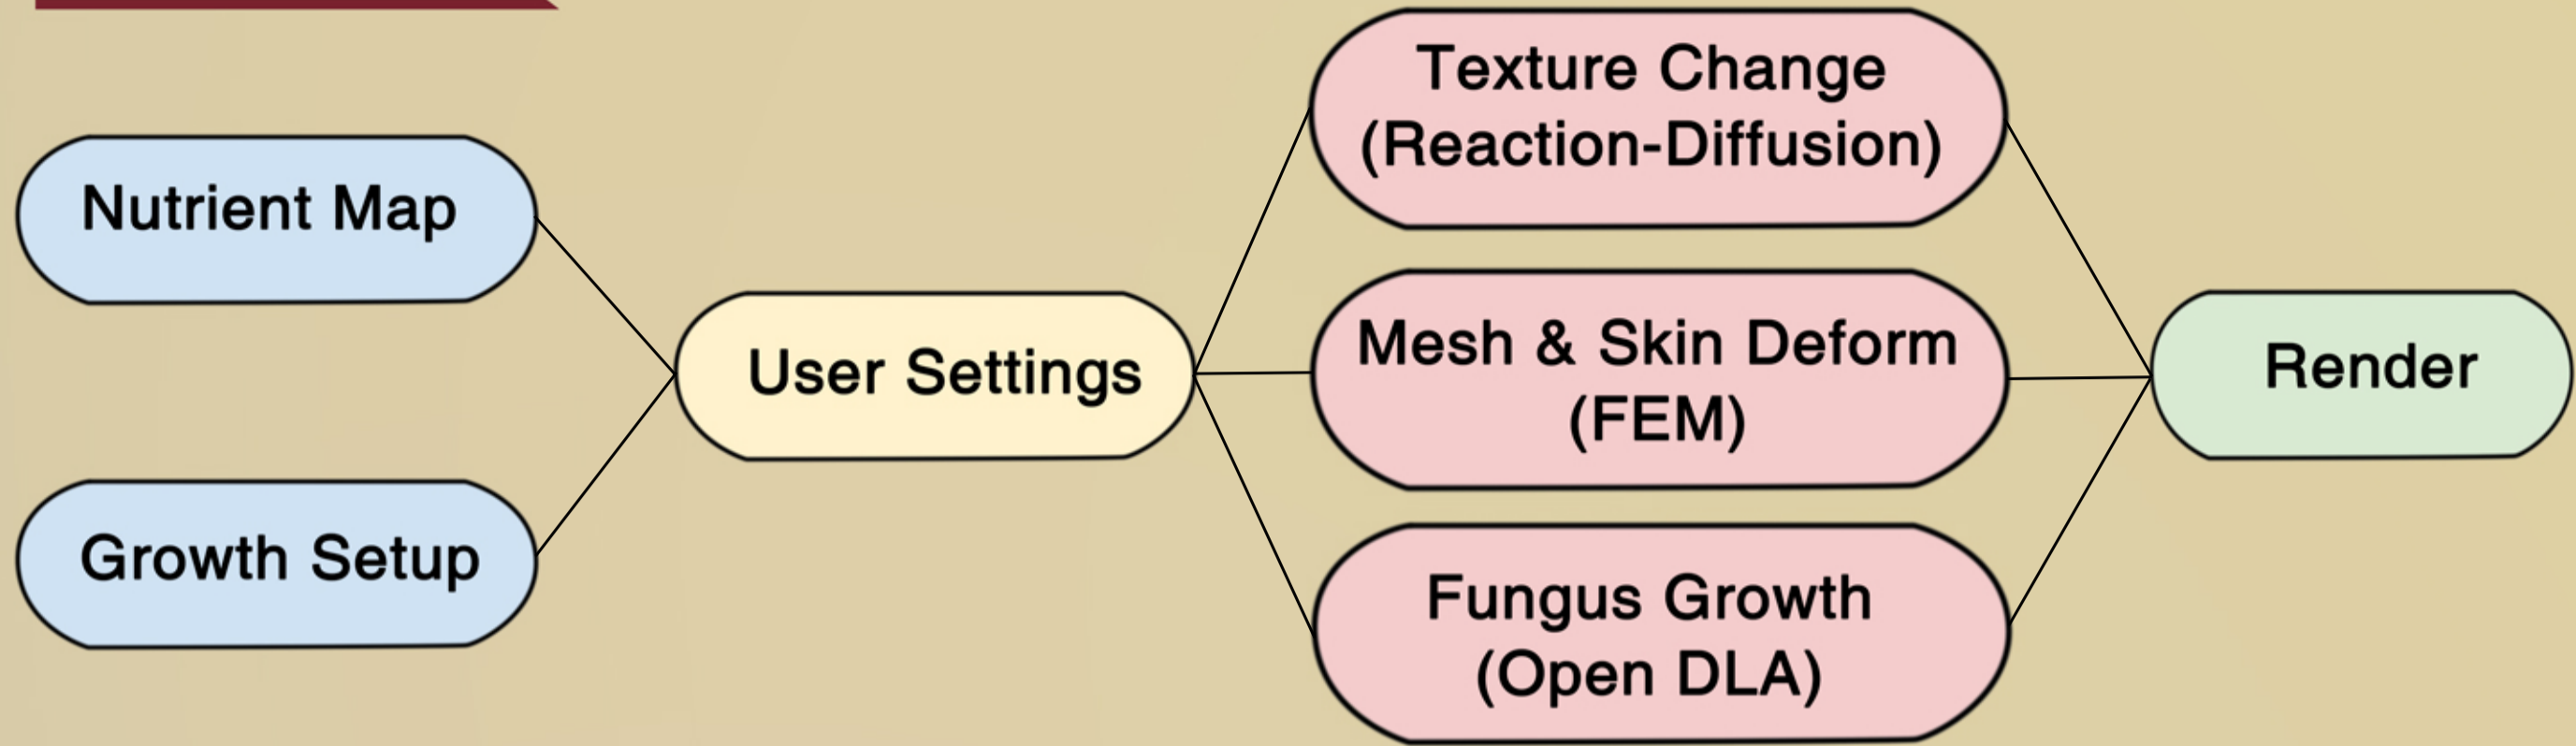 Nutrient Map
Growth Setup
User Settings
Texture Change
(Reaction-Diffusion)
Mesh & Skin Deform
(FEM)
Fungus Growth
(Open DLA)
Render